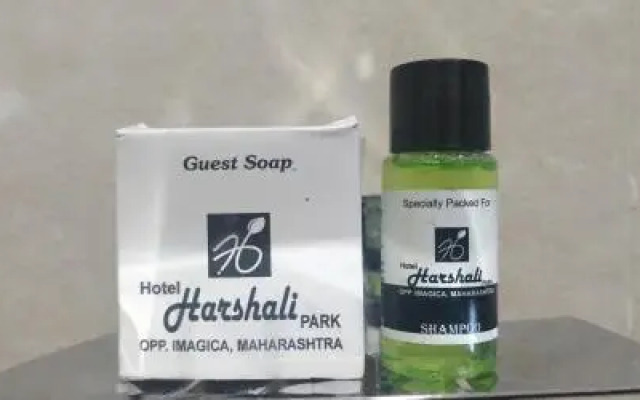 Guest Soap
Hotel
Harshali PARK
OPP. IMAGICA, MAHARASHTRA
Specially Packed For
Hotel
Harshali PARK
OPP. IMAGICA, MAHARASHTRA
SHAMPOO